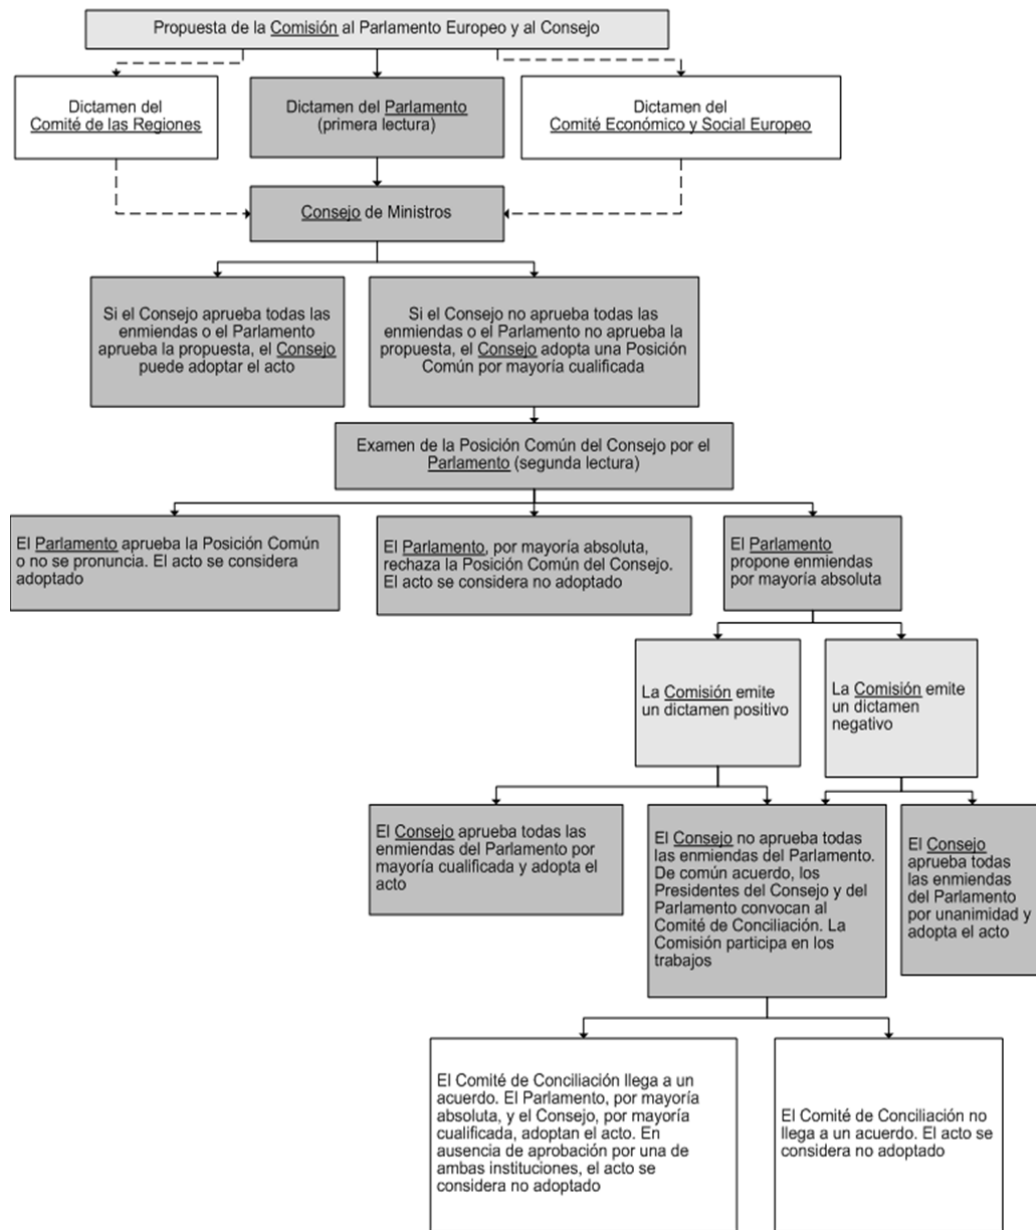 Propuesta de la Comisión al Parlamento Europeo y al Consejo
Dictamen del
Comité de las Regiones
Dictamen del Parlamento
(primera lectura)
Dictamen del
Comité Económico y Social Europeo
Consejo de Ministros
Si el Consejo aprueba todas las
enmiendas o el Parlamento
aprueba la propuesta, el Consejo
puede adoptar el acto
Si el Consejo no aprueba todas las
enmiendas o el Parlamento no aprueba la
propuesta, el Consejo adopta una Posición
Común por mayoría cualificada
Examen de la Posición Común del Consejo por el
Parlamento (segunda lectura)
El Parlamento aprueba la Posición Común
o no se pronuncia. El acto se considera
adoptado
El Parlamento, por mayoría absoluta,
rechaza la Posición Común del Consejo.
El acto se considera no adoptado
El Parlamento
propone enmiendas
por mayoría absoluta
La Comisión emite
un dictamen positivo
La Comisión emite
un dictamen
negativo
El Consejo aprueba todas las
enmiendas del Parlamento por
mayoría cualificada y adopta el
acto
El Consejo no aprueba todas
las enmiendas del Parlamento.
De común acuerdo, los
Presidentes del Consejo y del
Parlamento convocan al
Comité de Conciliación. La
Comisión participa en los
trabajos
El Consejo
aprueba todas
las enmiendas
del Parlamento
por unanimidad y
adopta el acto
El Comité de Conciliación llega a un
acuerdo. El Parlamento, por mayoría
absoluta, y el Consejo, por mayoría
cualificada, adoptan el acto. En
ausencia de aprobación por una de
ambas instituciones, el acto se
considera no adoptado
El Comité de Conciliación no
llega a un acuerdo. El acto se
considera no adoptado